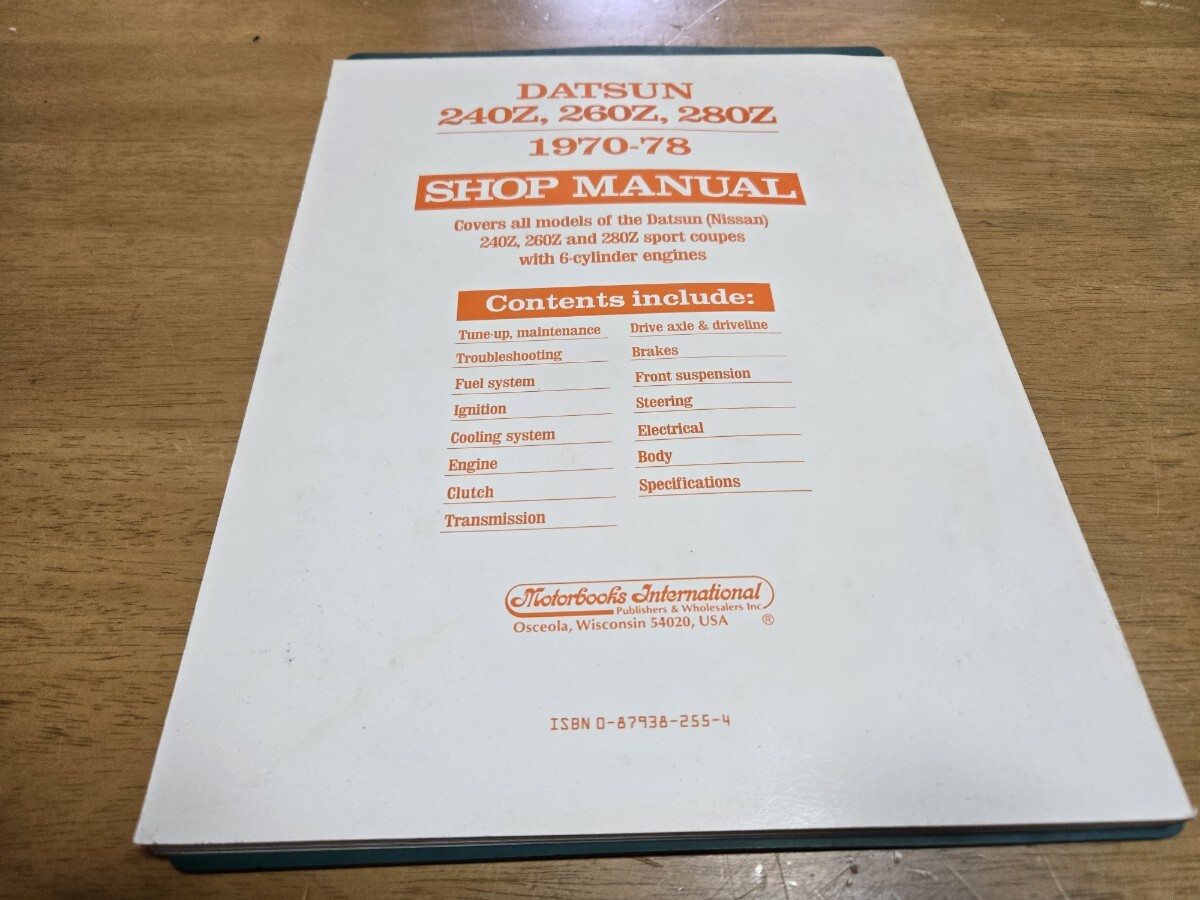 DATSUN
240Z, 260Z, 280Z
1970-78
SHOP MANUAL
Covers all models of the Datsun (Nissan)
240Z, 260Z and 280Z sport coupes
with 6-cylinder engines
Contents include:
Tune-up, maintenance
Troubleshooting
Fuel system
Ignition
Cooling system
Engine
Clutch
Transmission
Drive axle & driveline
Brakes
Front suspension
Steering
Electrical
Body
Specifications
Motorbooks International
Publishers & Wholesalers Inc
Osceola, Wisconsin 54020, USA ®
ISBN 0-87938-255-4